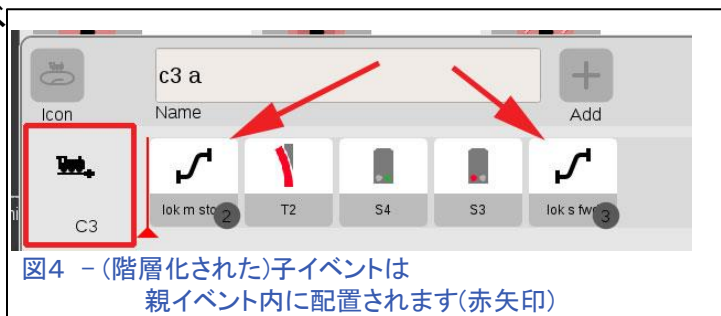 c3 a
Icon
Name
Add
C3
2
T2
S4
S3
3
lok m sto
lok s fw
図4 －(階層化された)子イベントは
親イベント内に配置されます(赤矢印)